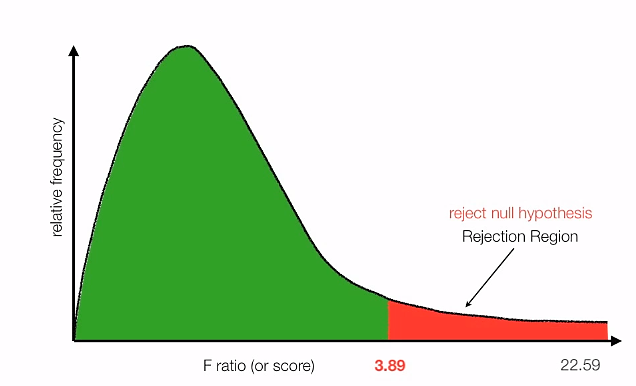 relative frequency
reject null hypothesis
Rejection Region
F ratio (or score)
3.89
22.59